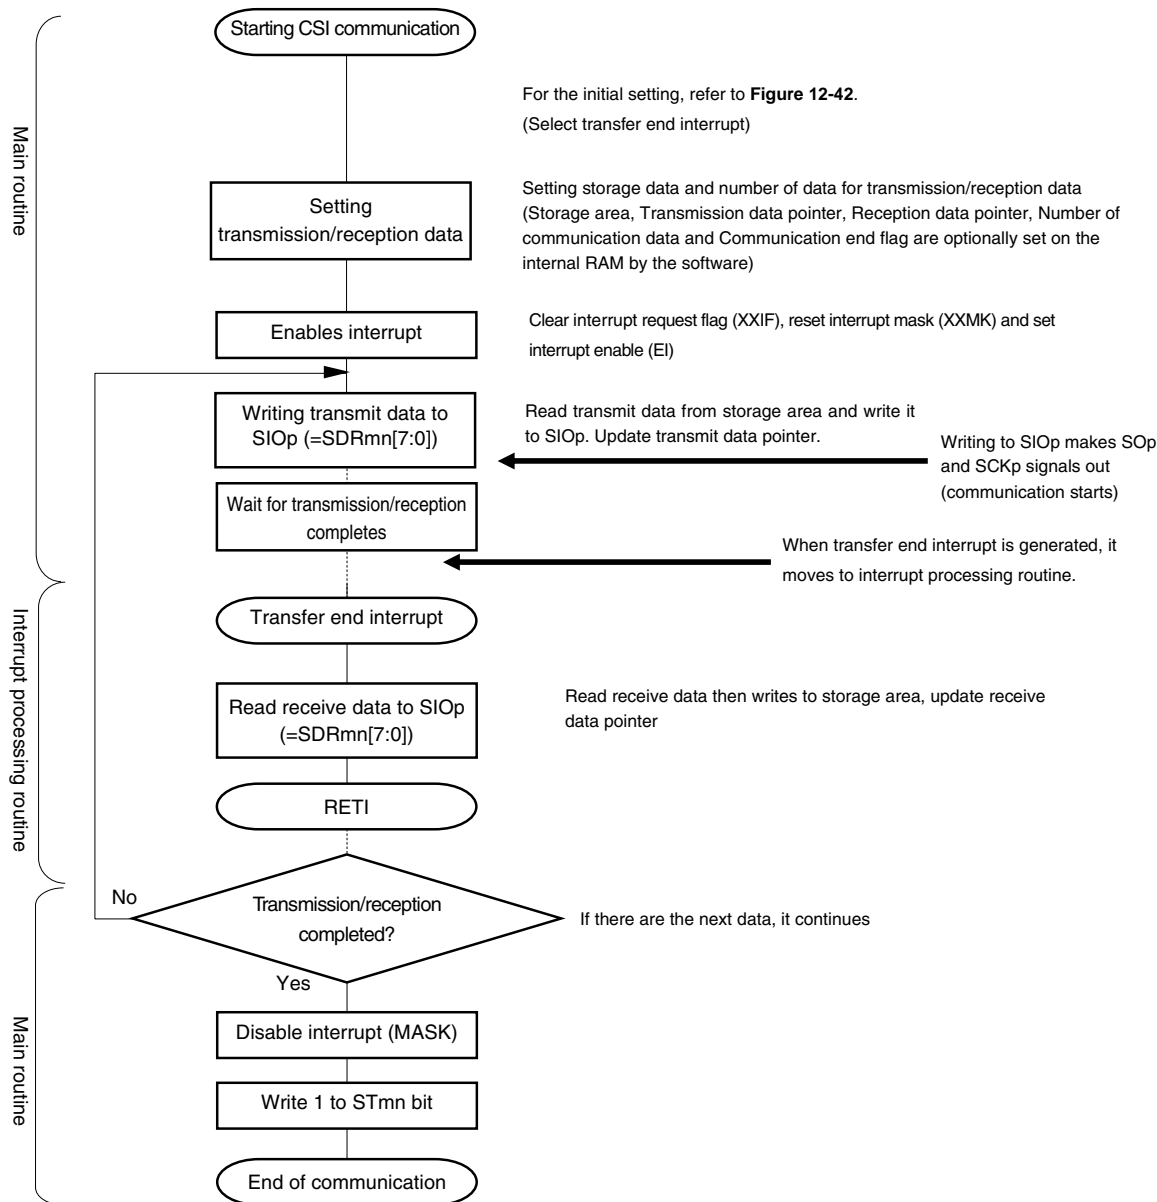 Starting CSI communication
For the initial setting, refer to Figure 12-42.
(Select transfer end interrupt)
Main routine
Setting
transmission/reception data
Setting storage data and number of data for transmission/reception data
(Storage area, Transmission data pointer, Reception data pointer, Number of
communication data and Communication end flag are optionally set on the
internal RAM by the software)
Enables interrupt
Clear interrupt request flag (XXIF), reset interrupt mask (XXMK) and set
interrupt enable (EI)
Writing transmit data to
SIOp (=SDRmn[7:0])
Read transmit data from storage area and write it
to SIOp. Update transmit data pointer.
Writing to SIOp makes SOp
and SCKp signals out
(communication starts)
Wait for transmission/reception
completes
When transfer end interrupt is generated, it
moves to interrupt processing routine.
Interrupt processing routine
Transfer end interrupt
Read receive data to SIOp
(=SDRmn[7:0])
Read receive data then writes to storage area, update receive
data pointer
RETI
No
Transmission/reception
completed?
If there are the next data, it continues
Yes
Main routine
Disable interrupt (MASK)
Write 1 to STmn bit
End of communication